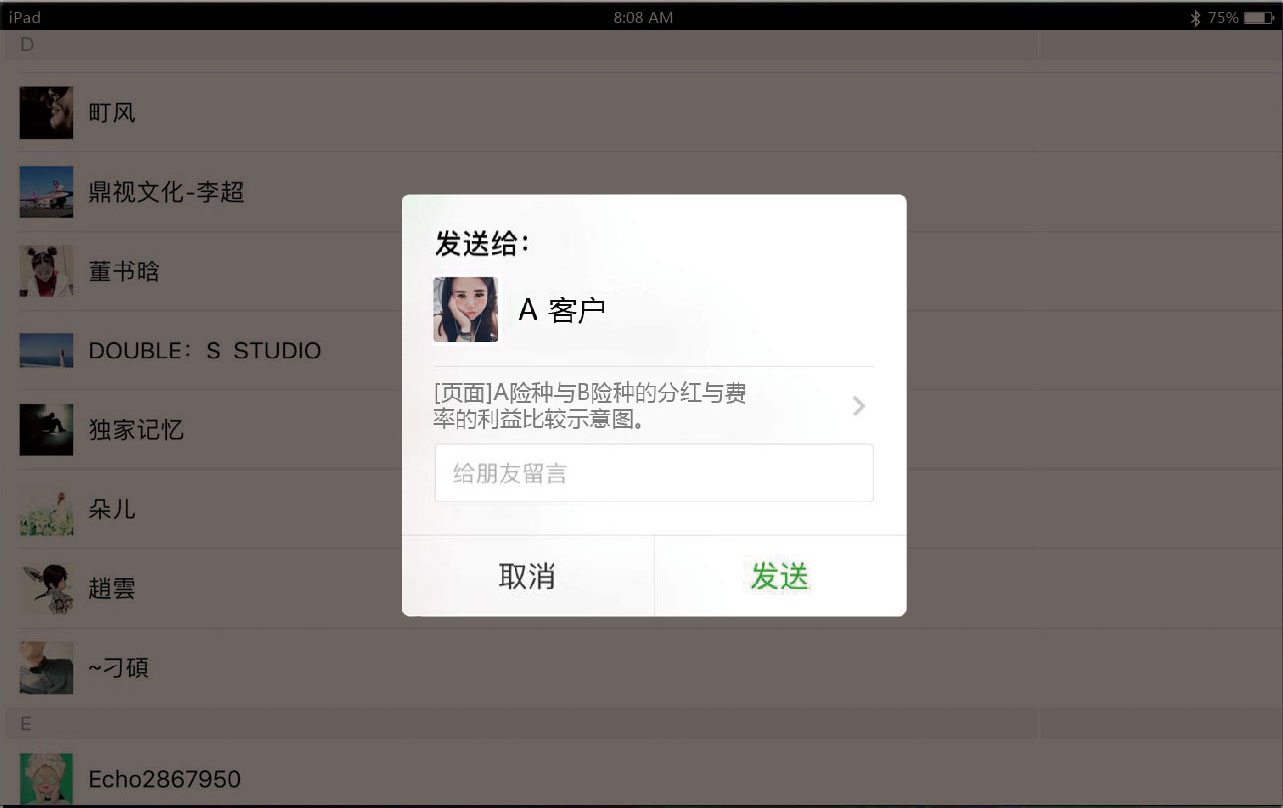 iPad
8:08 AM
75%
D
町风
鼎视文化-李超
董书晗
DOUBLE：S STUDIO
独家记忆
朵儿
趙雲
~刁碩
E
Echo2867950
发送给：
A 客户
[页面]A险种与B险种的分红与费
率的利益比较示意图。
给朋友留言
取消
发送